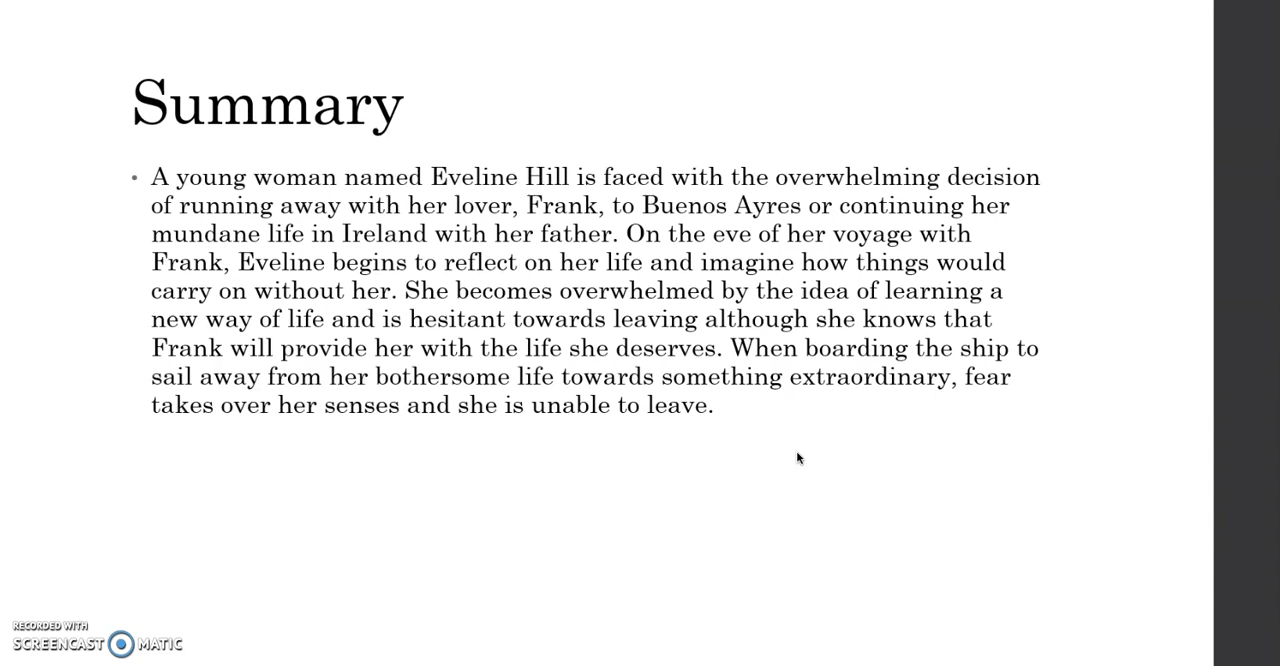 Summary
• A young woman named Eveline Hill is faced with the overwhelming decision
of running away with her lover, Frank, to Buenos Ayres or continuing her
mundane life in Ireland with her father. On the eve of her voyage with
Frank, Eveline begins to reflect on her life and imagine how things would
carry on without her. She becomes overwhelmed by the idea of learning a
new way of life and is hesitant towards leaving although she knows that
Frank will provide her with the life she deserves. When boarding the ship to
sail away from her bothersome life towards something extraordinary, fear
takes over her senses and she is unable to leave.
RECORDED WITH
SCREENCAST MATIC